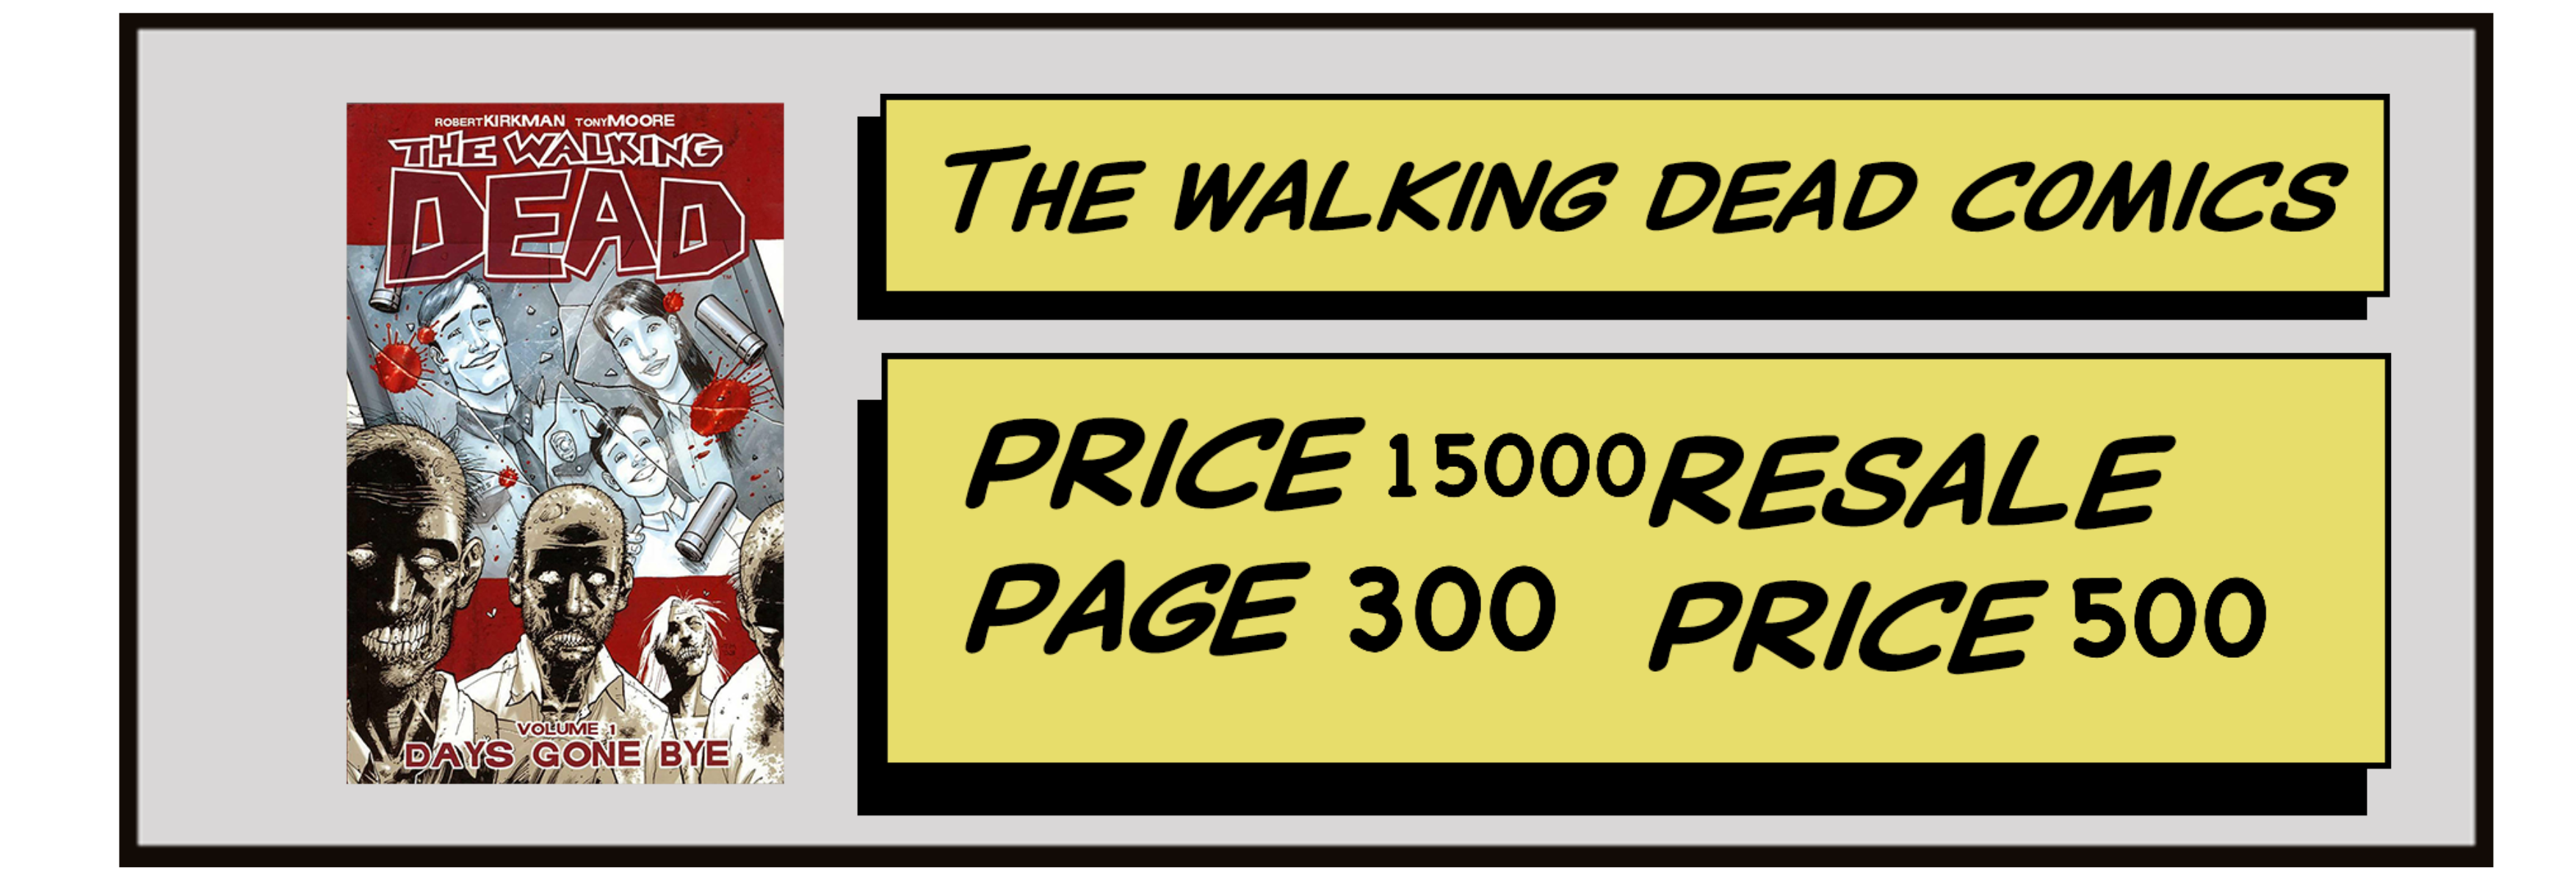 ROBERT KIRKMAN TONY MOORE
THE WALKING
DEAD
TM
VOLUME 1
DAYS GONE BYE
THE WALKING DEAD COMICS
PRICE 15000
PAGE 300
RESALE
PRICE 500